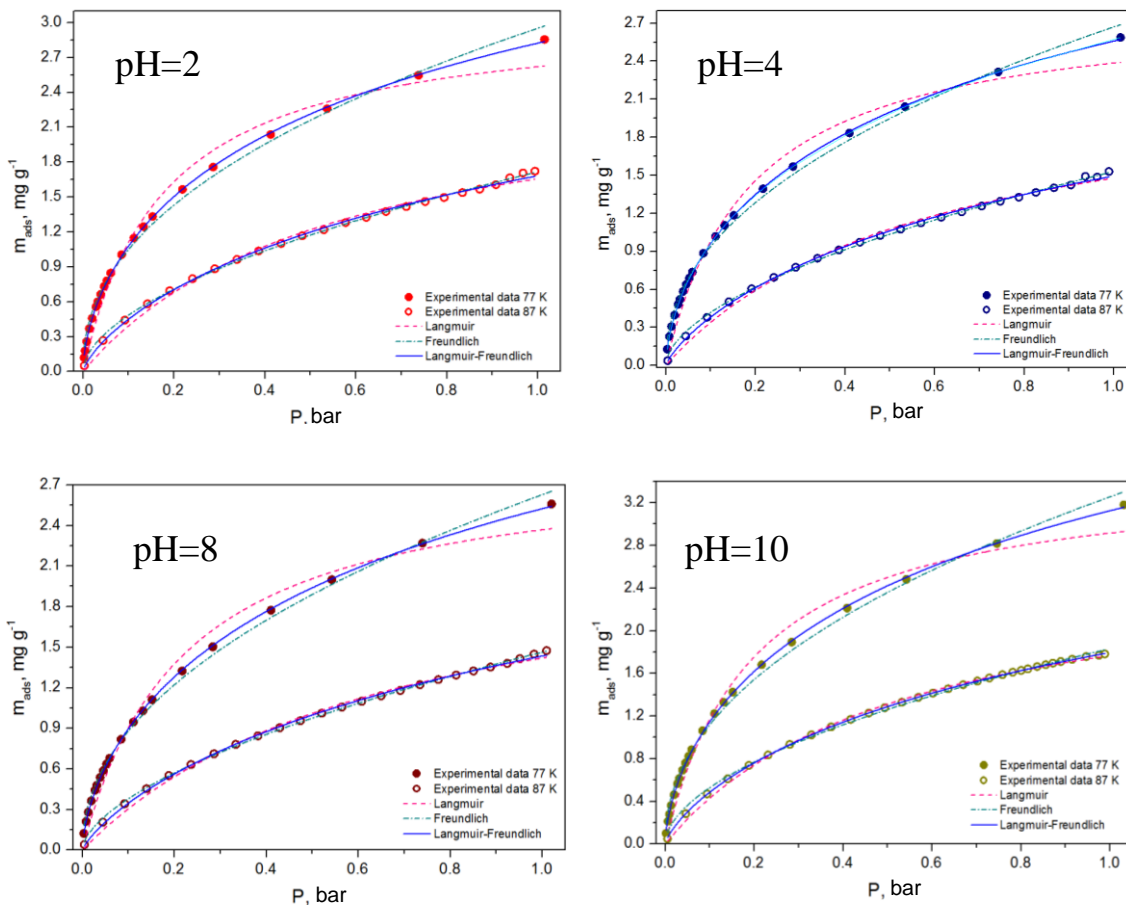 pH=2
3.0
2.7
2.4
2.1
1.8
1.5
1.2
0.9
0.6
0.3
0.0
m_ads, mg g⁻¹
Experimental data 77 K
Experimental data 87 K
Langmuir
Freundlich
Langmuir-Freundlich
0.0 0.2 0.4 0.6 0.8 1.0
P. bar
pH=4
3.0
2.7
2.4
2.1
1.8
1.5
1.2
0.9
0.6
0.3
0.0
m_ads, mg g⁻¹
Experimental data 77 K
Experimental data 87 K
Langmuir
Freundlich
Langmuir-Freundlich
0.0 0.2 0.4 0.6 0.8 1.0
P, bar
pH=8
2.7
2.4
2.1
1.8
1.5
1.2
0.9
0.6
0.3
0.0
m_ads, mg g⁻¹
Experimental data 77 K
Experimental data 87 K
Langmuir
Freundlich
Langmuir-Freundlich
0.0 0.2 0.4 0.6 0.8 1.0
P, bar
pH=10
3.2
2.8
2.4
2.0
1.6
1.2
0.8
0.4
0.0
m_ads, mg g⁻¹
Experimental data 77 K
Experimental data 87 K
Langmuir
Freundlich
Langmuir-Freundlich
0.0 0.2 0.4 0.6 0.8 1.0
P, bar